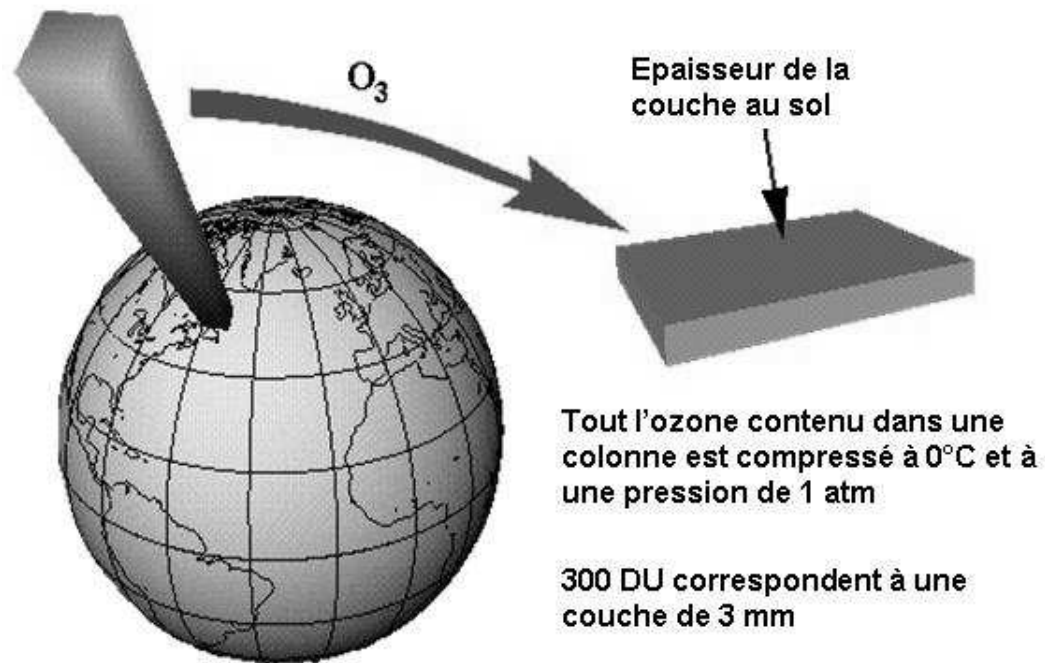 O₃
Epaisseur de la
couche au sol
Tout l'ozone contenu dans une
colonne est compressé à 0°C et à
une pression de 1 atm
300 DU correspondent à une
couche de 3 mm